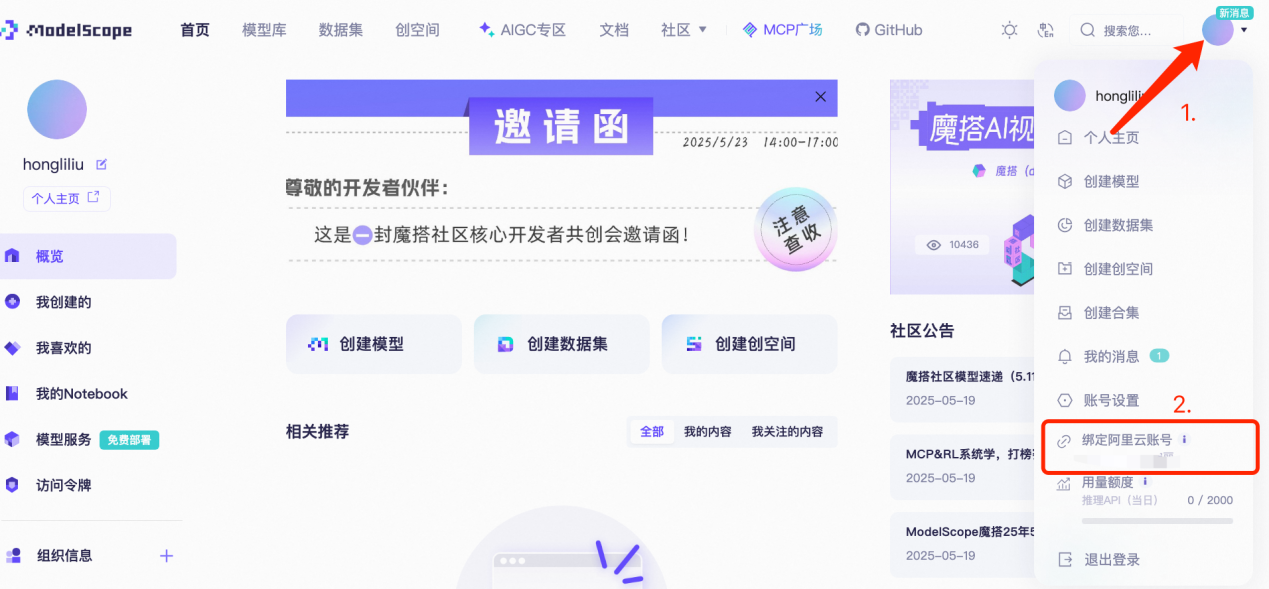 ModelScope
首页
模型库
数据集
创空间
AIGC专区
文档
社区
MCP广场
GitHub
搜索您...
新消息
hongliliu
个人主页
概览
我创建的
我喜欢的
我的Notebook
模型服务 免费部署
访问令牌
组织信息
邀请函
2025/5/23 14:00-17:00
尊敬的开发者伙伴：
这是一封魔搭社区核心开发者共创会邀请函！
注意
查收
创建模型
创建数据集
创建创空间
相关推荐
全部
我的内容
我关注的内容
魔搭AI视
魔搭（d
10436
社区公告
魔搭社区模型速递（5.11
2025-05-19
MCP&RL系统学，打榜
2025-05-19
ModelScope魔搭25年5
2025-05-19
1.
honglili
个人主页
创建模型
创建数据集
创建创空间
创建合集
我的消息 1
账号设置
2.
绑定阿里云账号
用量额度
推理API（当日） 0 / 2000
退出登录